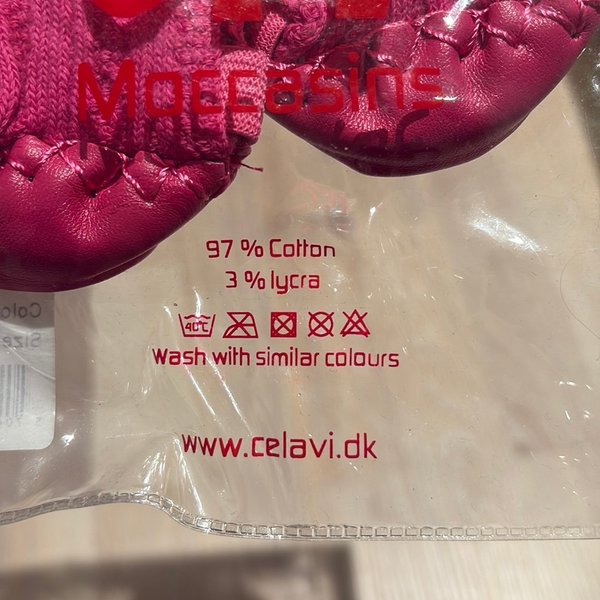 Moccasins
97 % Cotton
3 % lycra
40°C
wash with similar colours
www.celavi.dk